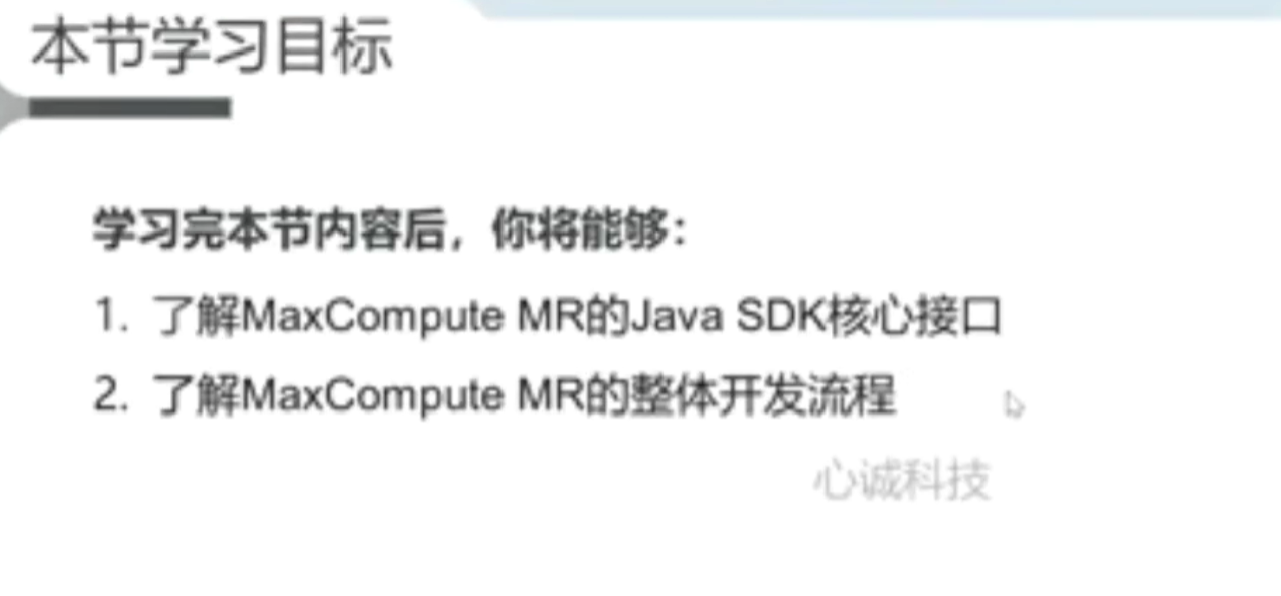 本节学习目标
学习完本节内容后，你将能够：
1. 了解MaxCompute MR的Java SDK核心接口
2. 了解MaxCompute MR的整体开发流程
心诚科技